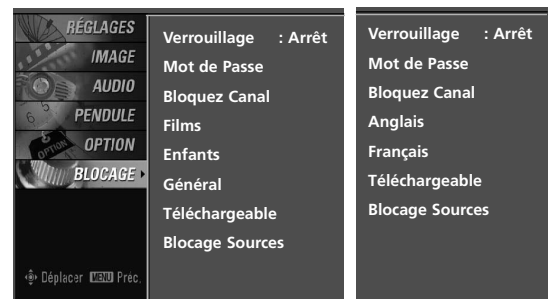 RÉGLAGES
IMAGE
AUDIO
PENDULE
OPTION
BLOCAGE
Déplacer MENU Préc.
Verrouillage : Arrêt
Mot de Passe
Bloquez Canal
Films
Enfants
Général
Téléchargeable
Blocage Sources
Verrouillage : Arrêt
Mot de Passe
Bloquez Canal
Anglais
Français
Téléchargeable
Blocage Sources